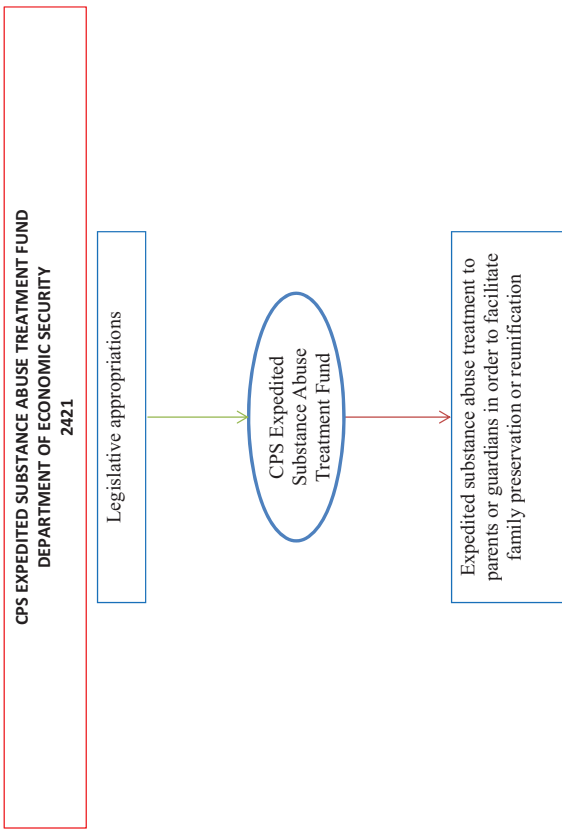 CPS EXPEDITED SUBSTANCE ABUSE TREATMENT FUND
DEPARTMENT OF ECONOMIC SECURITY
2421
Legislative appropriations
CPS Expedited
Substance Abuse
Treatment Fund
Expedited substance abuse treatment to
parents or guardians in order to facilitate
family preservation or reunification